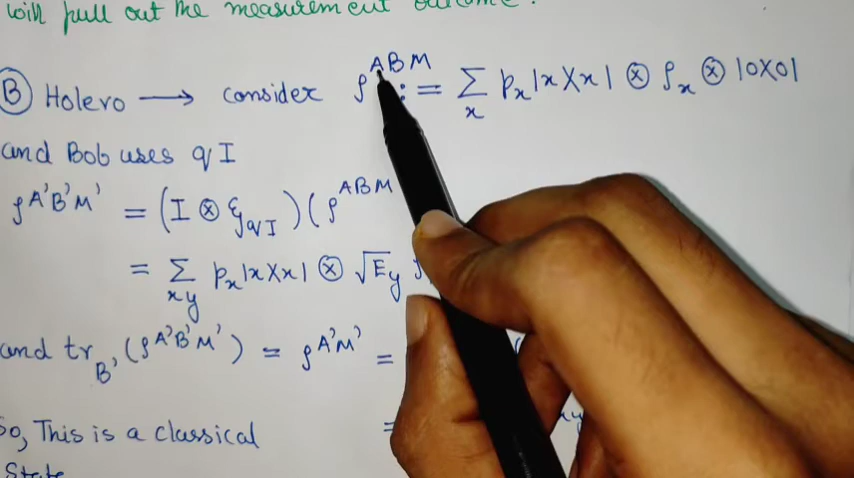 will pull out the measurement outcome.
Ⓑ Holevo ⟶ consider ρ^{ABM} := Σ_x p_x |x⟩⟨x| ⊗ ρ_x ⊗ |0⟩⟨0|
and Bob uses qI
ρ^{A'B'M'} = (I ⊗ ξ_{qI}) (ρ^{ABM}
= Σ_{xy} p_x |x⟩⟨x| ⊗ √E_y
and tr_{B'} (ρ^{A'B'M'}) = ρ^{A'M'} =
So, This is a classical =
State